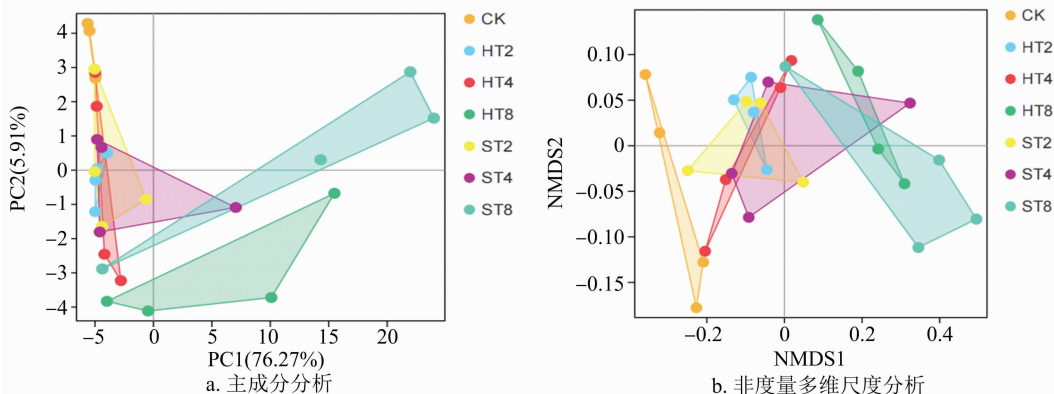 4
3
2
1
0
−1
−2
−3
−4
PC2(5.91%)
−5 0 5 10 15 20
PC1(76.27%)
a. 主成分分析
CK
HT2
HT4
HT8
ST2
ST4
ST8
0.10
0.05
0
−0.05
−0.10
−0.15
NMDS2
−0.2 0 0.2 0.4
NMDS1
b. 非度量多维尺度分析
CK
HT2
HT4
HT8
ST2
ST4
ST8